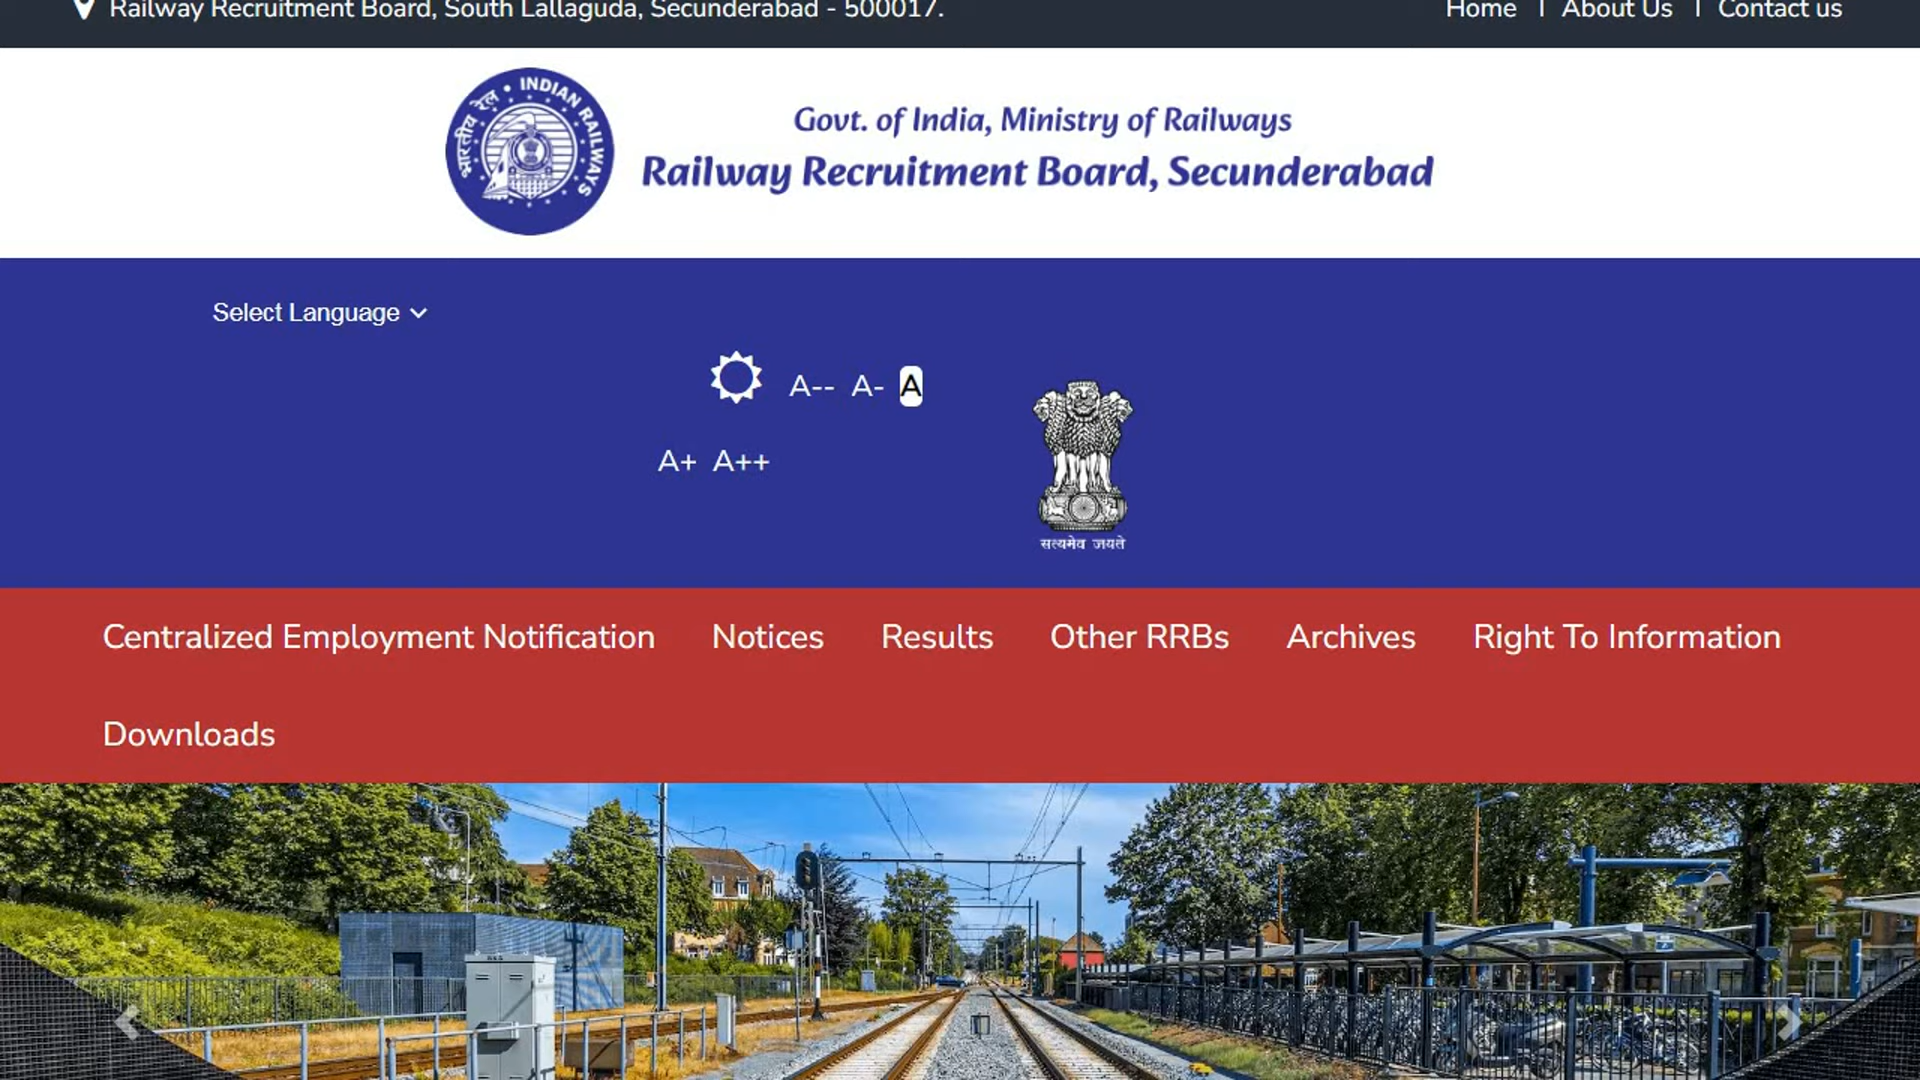 Railway Recruitment Board, South Lallaguda, Secunderabad - 500017.
Home | About Us | Contact us
भारतीय रेल • INDIAN RAILWAYS
Govt. of India, Ministry of Railways
Railway Recruitment Board, Secunderabad
Select Language
A-- A- A
A+ A++
सत्यमेव जयते
Centralized Employment Notification Notices Results Other RRBs Archives Right To Information
Downloads